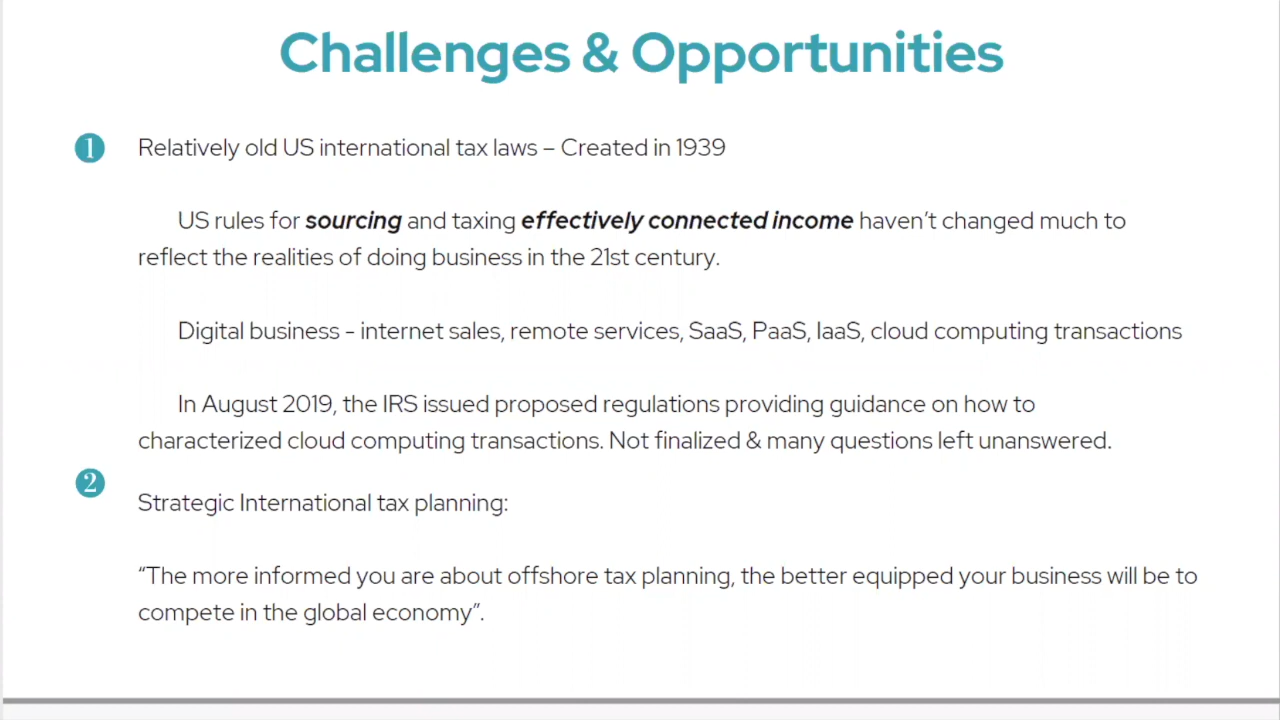 Challenges & Opportunities
1 Relatively old US international tax laws – Created in 1939
US rules for sourcing and taxing effectively connected income haven't changed much to
reflect the realities of doing business in the 21st century.
Digital business - internet sales, remote services, SaaS, PaaS, IaaS, cloud computing transactions
In August 2019, the IRS issued proposed regulations providing guidance on how to
characterized cloud computing transactions. Not finalized & many questions left unanswered.
2 Strategic International tax planning:
“The more informed you are about offshore tax planning, the better equipped your business will be to
compete in the global economy”.